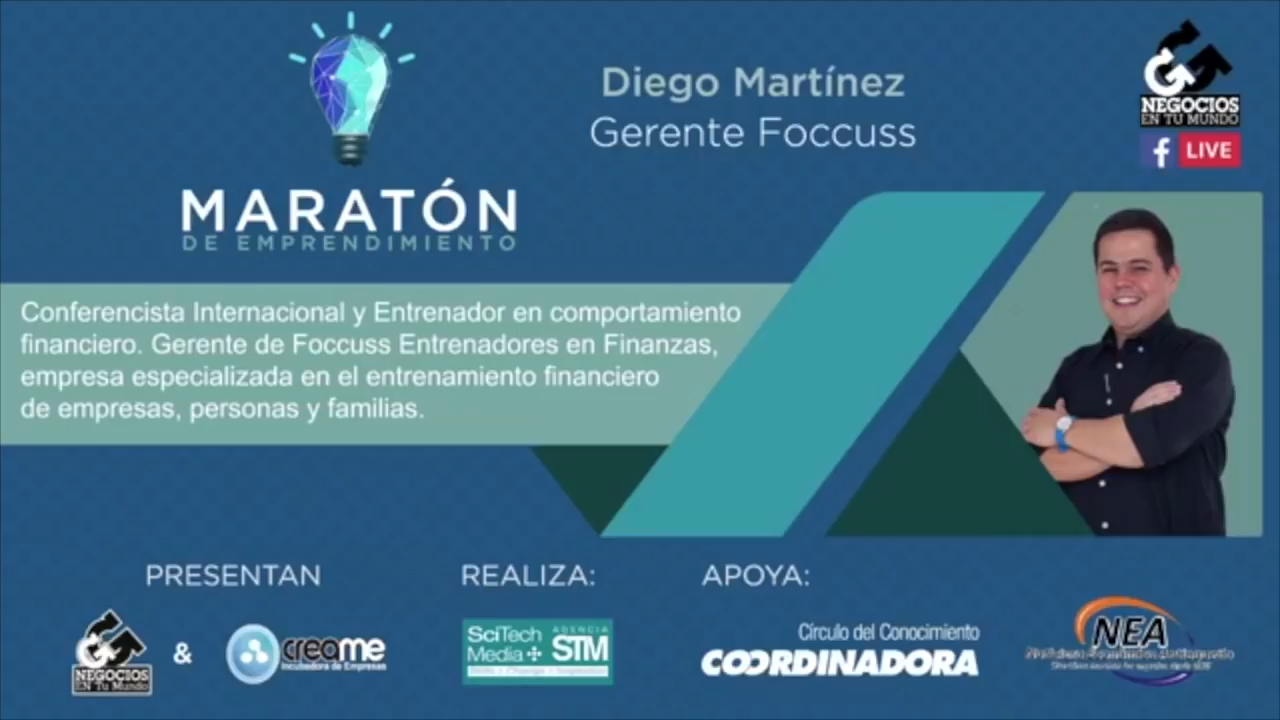 Diego Martínez
Gerente Foccuss
NEGOCIOS
EN TU MUNDO
f LIVE
MARATÓN
DE EMPRENDIMIENTO
Conferencista Internacional y Entrenador en comportamiento
financiero. Gerente de Foccuss Entrenadores en Finanzas,
empresa especializada en el entrenamiento financiero
de empresas, personas y familias.
PRESENTAN
REALIZA:
APOYA:
NEGOCIOS
EN TU MUNDO
&
creame
Incubadora de Empresas
SciTech
Media
AGENCIA
STM
Círculo del Conocimiento
COORDINADORA
NEA